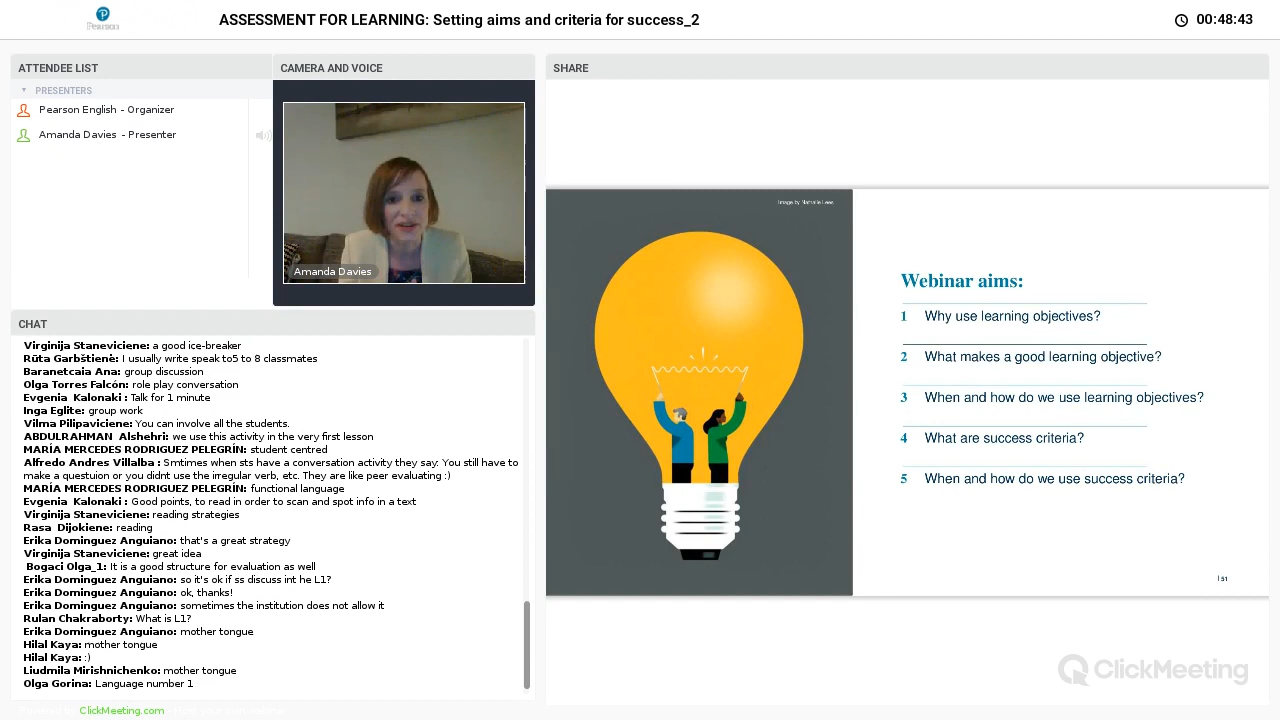 Pearson
ASSESSMENT FOR LEARNING: Setting aims and criteria for success_2
00:48:43
ATTENDEE LIST
PRESENTERS
Pearson English - Organizer
Amanda Davies - Presenter
CAMERA AND VOICE
Amanda Davies
CHAT
Virginija Staneviciene: a good ice-breaker
Rūta Garbštienė: I usually write speak to5 to 8 classmates
Baranetcaia Ana: group discussion
Olga Torres Falcón: role play conversation
Evgenia Kalonaki : Talk for 1 minute
Inga Eglite: group work
Vilma Pilipaviciene: You can involve all the students.
ABDULRAHMAN Alshehri: we use this activity in the very first lesson
MARÍA MERCEDES RODRIGUEZ PELEGRÍN: student centred
Alfredo Andres Villalba : Smtimes when sts have a conversation activity they say. You still have to
make a questuion or you didnt use the irregular verb, etc. They are like peer evaluating :)
MARÍA MERCEDES RODRIGUEZ PELEGRÍN: functional language
Evgenia Kalonaki : Good points, to read in order to scan and spot info in a text
Virginija Staneviciene: reading strategies
Rasa Dijokiene: reading
Erika Dominguez Anguiano: that's a great strategy
Virginija Staneviciene: great idea
Bogaci Olga_1: It is a good structure for evaluation as well
Erika Dominguez Anguiano: so it's ok if ss discuss int he L1?
Erika Dominguez Anguiano: ok, thanks!
Erika Dominguez Anguiano: sometimes the institution does not allow it
Rulan Chakraborty: What is L1?
Erika Dominguez Anguiano: mother tongue
Hilal Kaya: mother tongue
Hilal Kaya: :)
Liudmila Mirishnichenko: mother tongue
Olga Gorina: Language number 1
ClickMeeting.com
SHARE
Image by Nathalie Lees
Webinar aims:
1 Why use learning objectives?
2 What makes a good learning objective?
3 When and how do we use learning objectives?
4 What are success criteria?
5 When and how do we use success criteria?
| 51
ClickMeeting